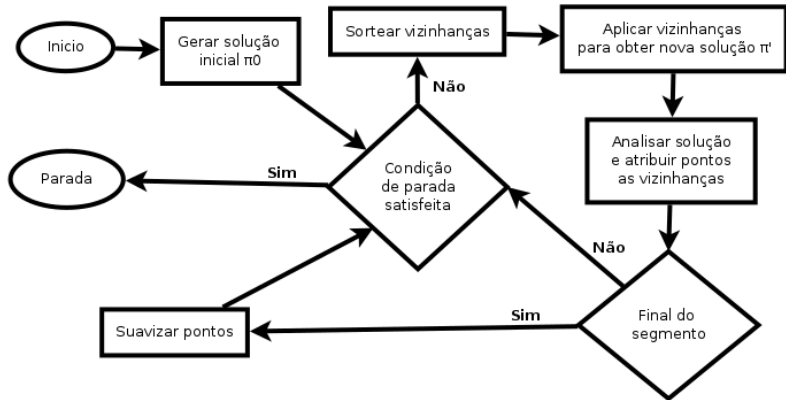 Inicio
Gerar solução
inicial π0
Sortear vizinhanças
Aplicar vizinhanças
para obter nova solução π'
Não
Analisar solução
e atribuir pontos
as vizinhanças
Condição
de parada
satisfeita
Sim
Parada
Não
Final do
segmento
Sim
Suavizar pontos